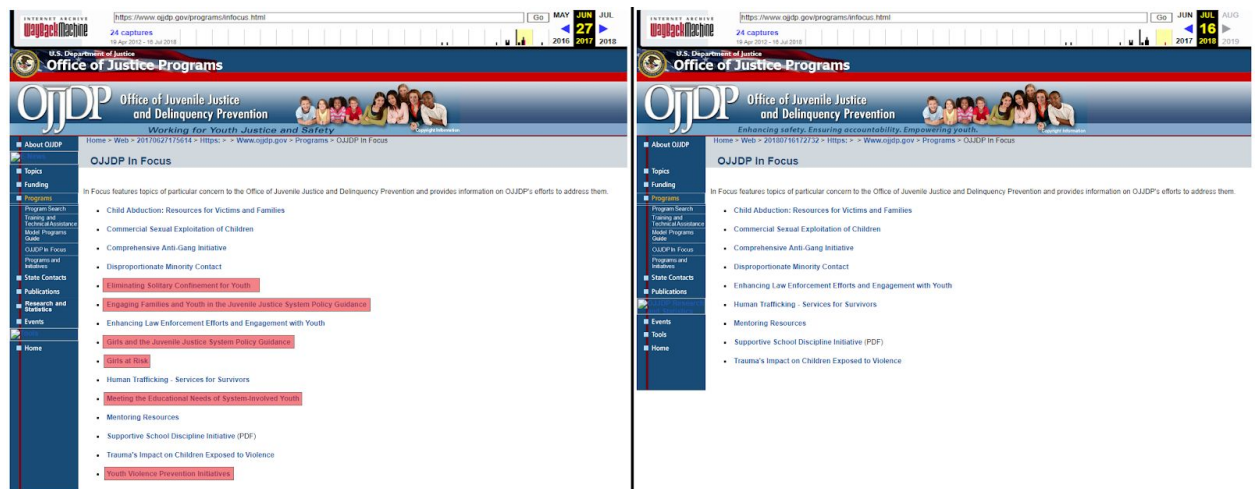 INTERNET ARCHIVE
WayBackMachine
https://www.ojjdp.gov/programs/infocus.html
Go
MAY JUN JUL
24 captures
27
19 Apr 2012 - 16 Jul 2018
2016 2017 2018
U.S. Department of Justice
Office of Justice Programs
OJJDP Office of Juvenile Justice
and Delinquency Prevention
Working for Youth Justice and Safety
Copyright Information
Home > Web > 20170627175614 > Https: > > Www.ojjdp.gov > Programs > OJJDP In Focus
OJJDP In Focus
About OJJDP
Topics
Funding
Programs
Program Search
Training and
Technical Assistance
Model Programs
Guide
OJJDP In Focus
Programs and
Initiatives
State Contacts
Publications
Research and
Statistics
Events
Home
In Focus features topics of particular concern to the Office of Juvenile Justice and Delinquency Prevention and provides information on OJJDP's efforts to address them.
Child Abduction: Resources for Victims and Families
Commercial Sexual Exploitation of Children
Comprehensive Anti-Gang Initiative
Disproportionate Minority Contact
Eliminating Solitary Confinement for Youth
Engaging Families and Youth in the Juvenile Justice System Policy Guidance
Enhancing Law Enforcement Efforts and Engagement with Youth
Girls and the Juvenile Justice System Policy Guidance
Girls at Risk
Human Trafficking - Services for Survivors
Meeting the Educational Needs of System-Involved Youth
Mentoring Resources
Supportive School Discipline Initiative (PDF)
Trauma's Impact on Children Exposed to Violence
Youth Violence Prevention Initiatives
INTERNET ARCHIVE
WayBackMachine
https://www.ojjdp.gov/programs/infocus.html
Go
JUN JUL AUG
24 captures
16
19 Apr 2012 - 16 Jul 2018
2017 2018 2019
U.S. Department of Justice
Office of Justice Programs
OJJDP Office of Juvenile Justice
and Delinquency Prevention
Enhancing safety. Ensuring accountability. Empowering youth.
Copyright Information
Home > Web > 20180716172732 > Https: > > Www.ojjdp.gov > Programs > OJJDP In Focus
OJJDP In Focus
About OJJDP
Topics
Funding
Programs
Program Search
Training and
Technical Assistance
Model Programs
Guide
OJJDP In Focus
Programs and
Initiatives
State Contacts
Publications
Events
Tools
Home
In Focus features topics of particular concern to the Office of Juvenile Justice and Delinquency Prevention and provides information on OJJDP's efforts to address them.
Child Abduction: Resources for Victims and Families
Commercial Sexual Exploitation of Children
Comprehensive Anti-Gang Initiative
Disproportionate Minority Contact
Enhancing Law Enforcement Efforts and Engagement with Youth
Human Trafficking - Services for Survivors
Mentoring Resources
Supportive School Discipline Initiative (PDF)
Trauma's Impact on Children Exposed to Violence